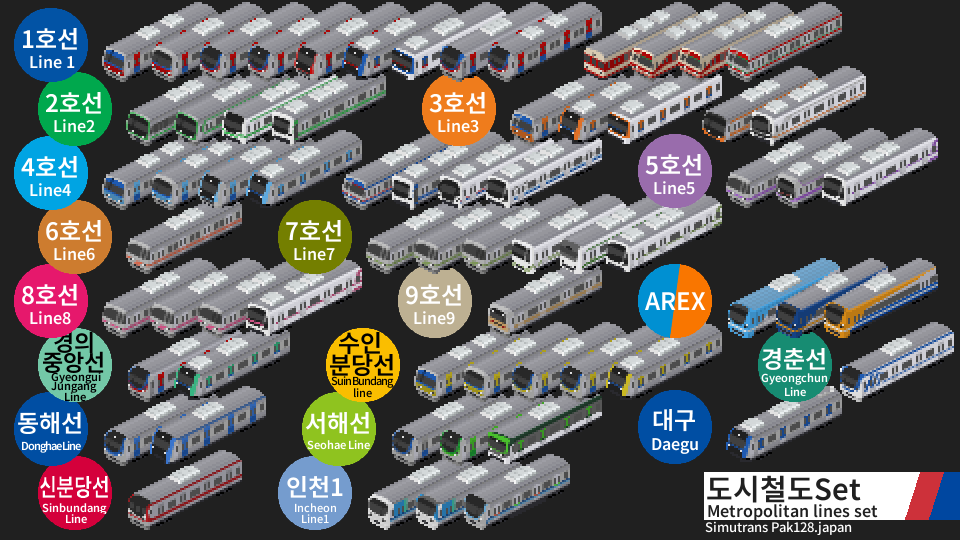 1호선
Line 1
2호선
Line2
3호선
Line3
4호선
Line4
5호선
Line5
6호선
Line6
7호선
Line7
8호선
Line8
9호선
Line9
AREX
경의
중앙선
Gyeongui
Jungang
Line
수인
분당선
Suin Bundang
line
경춘선
Gyeongchun
Line
동해선
Donghae Line
서해선
Seohae Line
대구
Daegu
신분당선
Sinbundang
Line
인천1
Incheon
Line1
도시철도Set
Metropolitan lines set
Simutrans Pak128.japan